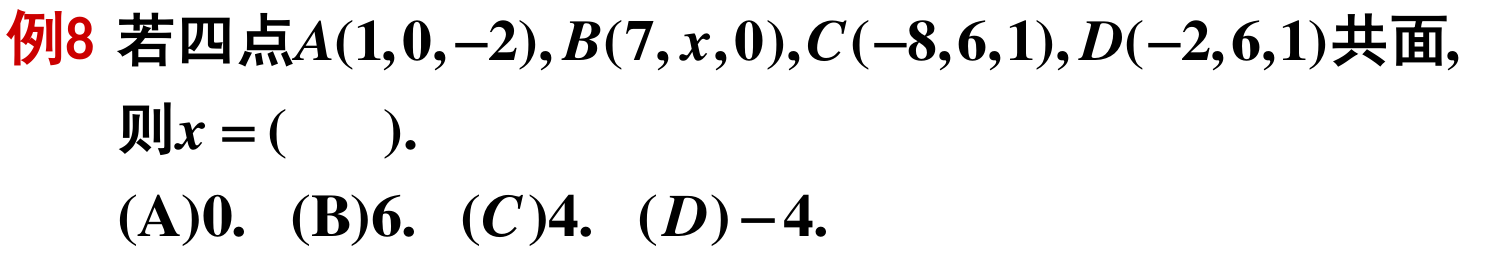 例8 若四点A(1,0,−2),B(7,x,0),C(−8,6,1),D(−2,6,1)共面,
则x=(    ).
(A)0. (B)6. (C)4. (D)−4.